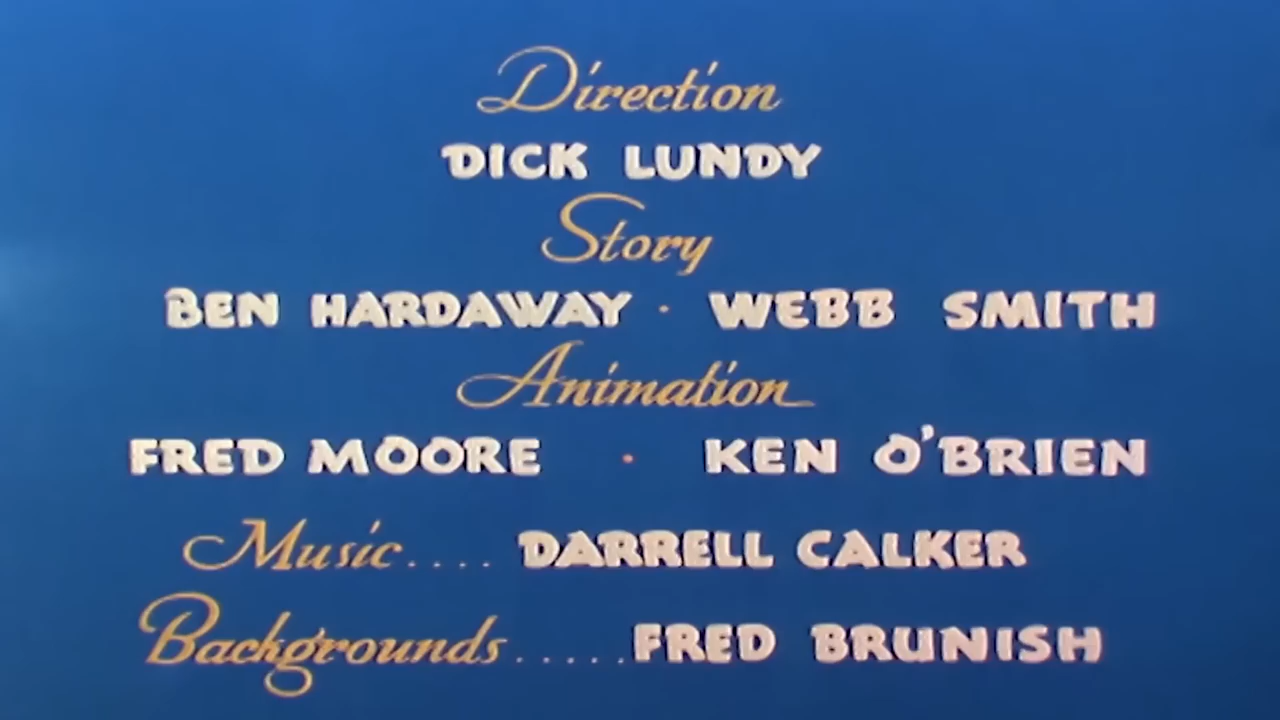 Direction
DICK LUNDY
Story
BEN HARDAWAY · WEBB SMITH
Animation
FRED MOORE · KEN O'BRIEN
Music.... DARRELL CALKER
Backgrounds.....FRED BRUNISH